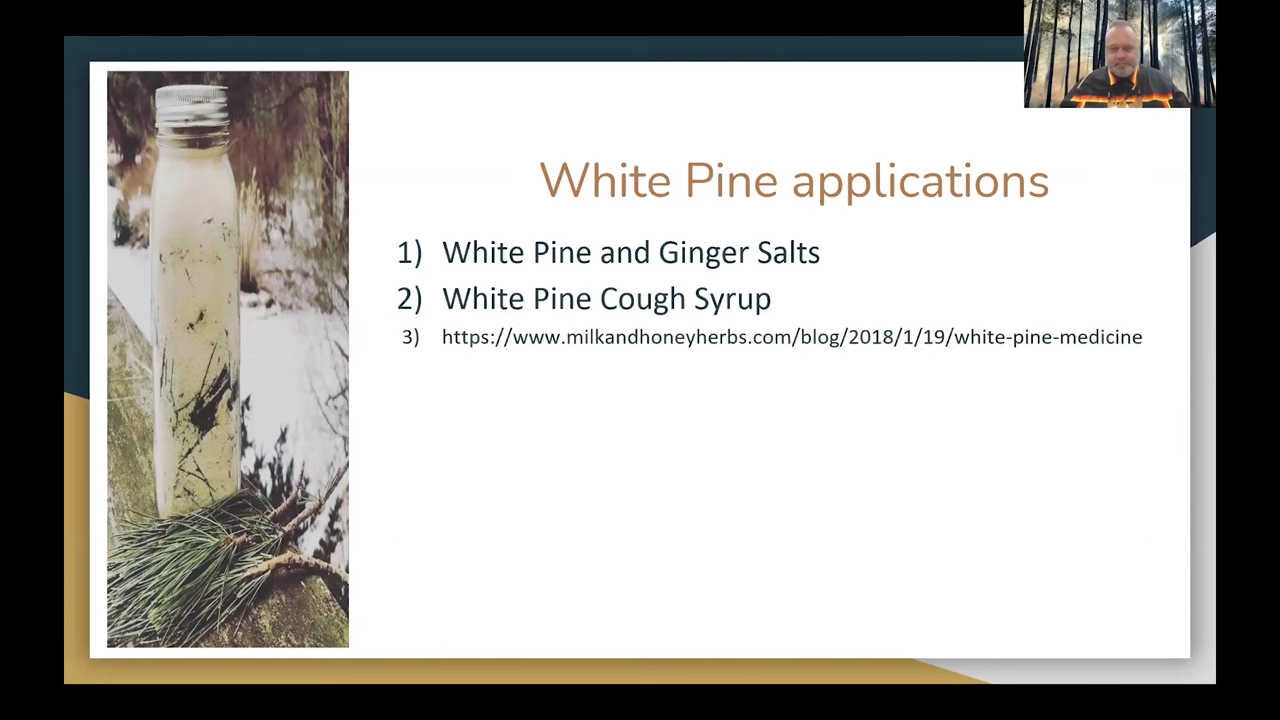 White Pine applications
1) White Pine and Ginger Salts
2) White Pine Cough Syrup
3) https://www.milkandhoneyherbs.com/blog/2018/1/19/white-pine-medicine